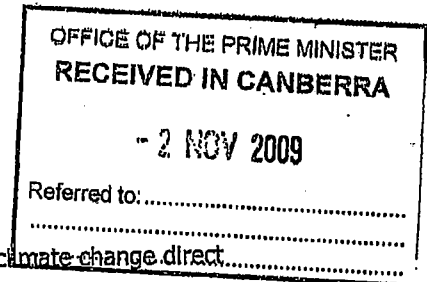 OFFICE OF THE PRIME MINISTER
RECEIVED IN CANBERRA
- 2 NOV 2009
Referred to:..............................
..............................................
climate change direct..............................